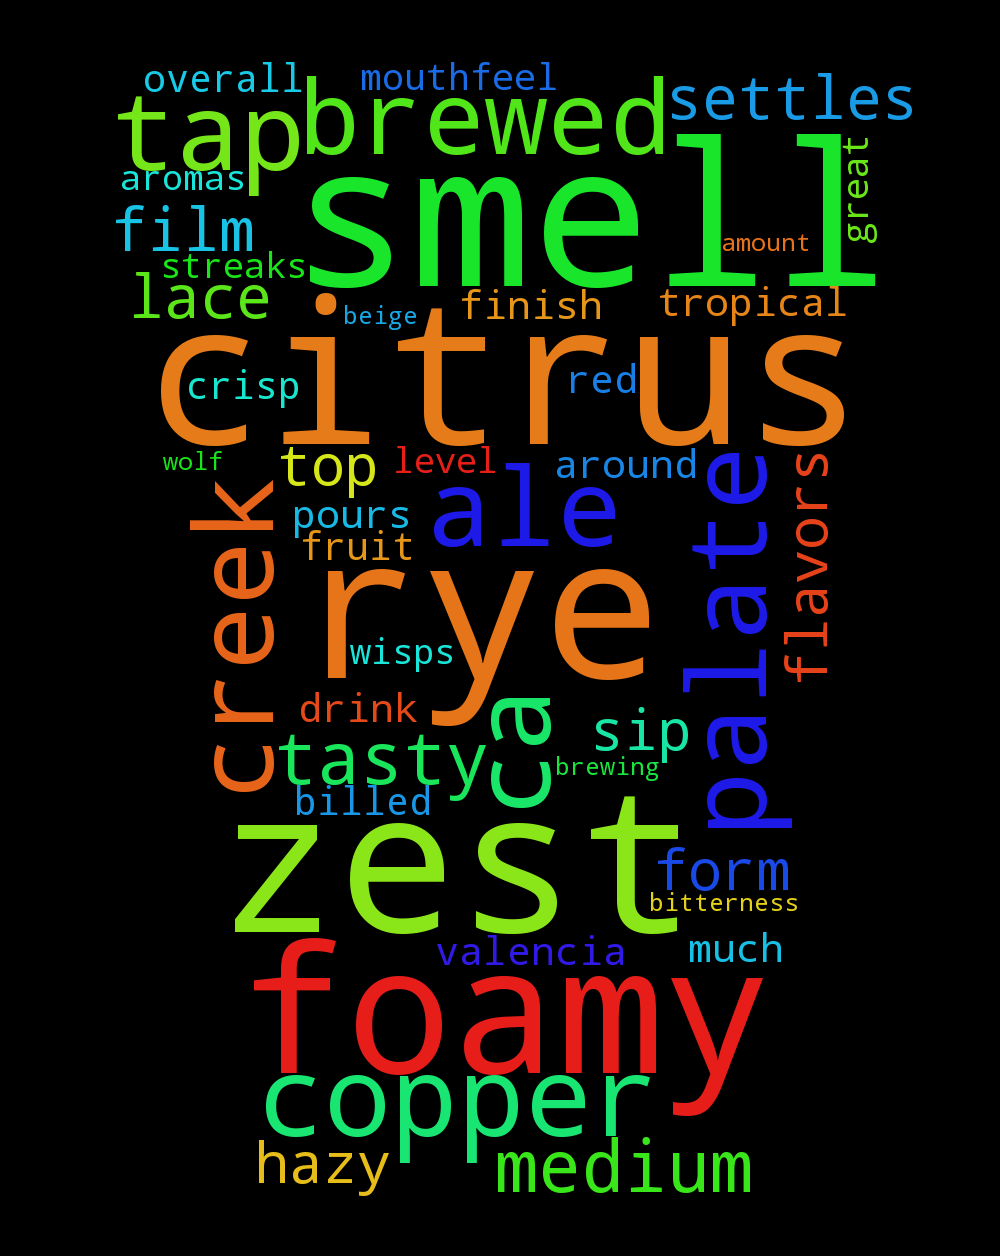 overall
mouthfeel
settles
tap
brewed
smell
great
aromas
film
amount
streaks
lace
beige
finish
tropical
citrus
crisp
red
wolf
top
level
around
creek
ale
palate
flavors
pours
fruit
rye
wisps
drink
ca
sip
tasty
brewing
billed
zest
form
bitterness
valencia
much
foamy
copper
hazy
medium